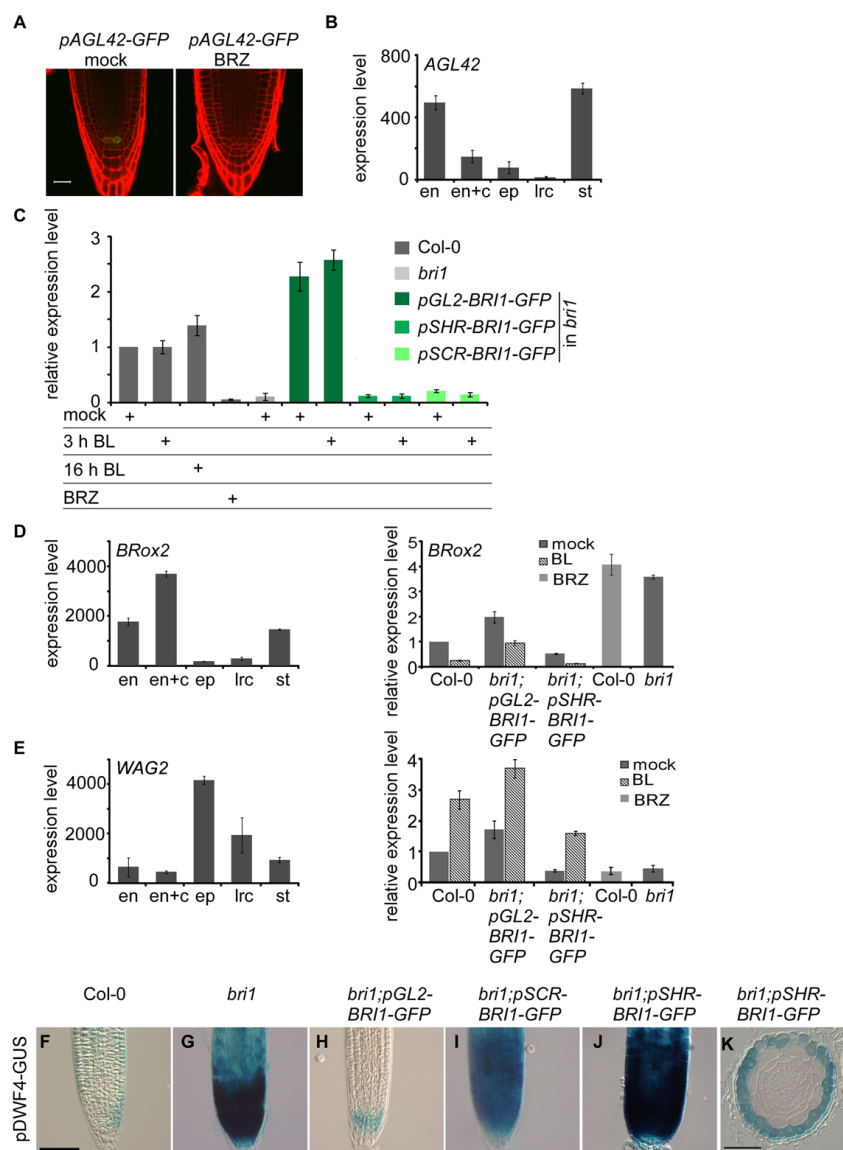 A
pAGL42-GFP
mock
pAGL42-GFP
BRZ
B
AGL42
expression level
800
400
0
en en+c ep lrc st
C
relative expression level
3
2
1
0
Col-0
bri1
pGL2-BRI1-GFP
pSHR-BRI1-GFP
pSCR-BRI1-GFP
in bri1
mock + + + + +
3 h BL + + + +
16 h BL +
BRZ +
D
BRox2
expression level
4000
2000
0
en en+c ep lrc st
BRox2
relative expression level
5
4
3
2
1
0
mock
BL
BRZ
Col-0 bri1; bri1; Col-0 bri1
pGL2- pSHR-
BRI1- BRI1-
GFP GFP
E
WAG2
expression level
4000
2000
0
en en+c ep lrc st
relative expression level
4
3
2
1
0
mock
BL
BRZ
Col-0 bri1; bri1; Col-0 bri1
pGL2- pSHR-
BRI1- BRI1-
GFP GFP
Col-0 bri1 bri1;pGL2- bri1;pSCR- bri1;pSHR- bri1;pSHR-
BRI1-GFP BRI1-GFP BRI1-GFP BRI1-GFP
pDWF4-GUS
F G H I J K